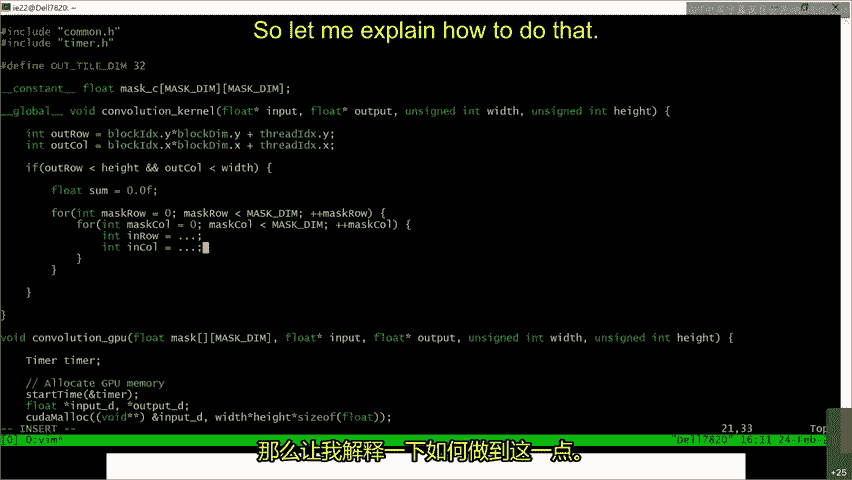 ie22@Dell7820: ~
#include "common.h"
#include "timer.h"
So let me explain how to do that.
#define OUT_TILE_DIM 32
__constant__ float mask_c[MASK_DIM][MASK_DIM];
__global__ void convolution_kernel(float* input, float* output, unsigned int width, unsigned int height) {
int outRow = blockIdx.y*blockDim.y + threadIdx.y;
int outCol = blockIdx.x*blockDim.x + threadIdx.x;
if(outRow < height && outCol < width) {
float sum = 0.0f;
for(int maskRow = 0; maskRow < MASK_DIM; ++maskRow) {
for(int maskCol = 0; maskCol < MASK_DIM; ++maskCol) {
int inRow = ...;
int inCol = ...;
}
}
}
}
void convolution_gpu(float mask[][MASK_DIM], float* input, float* output, unsigned int width, unsigned int height) {
Timer timer;
// Allocate GPU memory
startTime(&timer);
float *input_d, *output_d;
cudaMalloc((void**) &input_d, width*height*sizeof(float));
-- INSERT -- 21,33 Top
[0] 0:vim* "Dell7820" 16:11 24-Feb-2
那么让我解释一下如何做到这一点。
+25